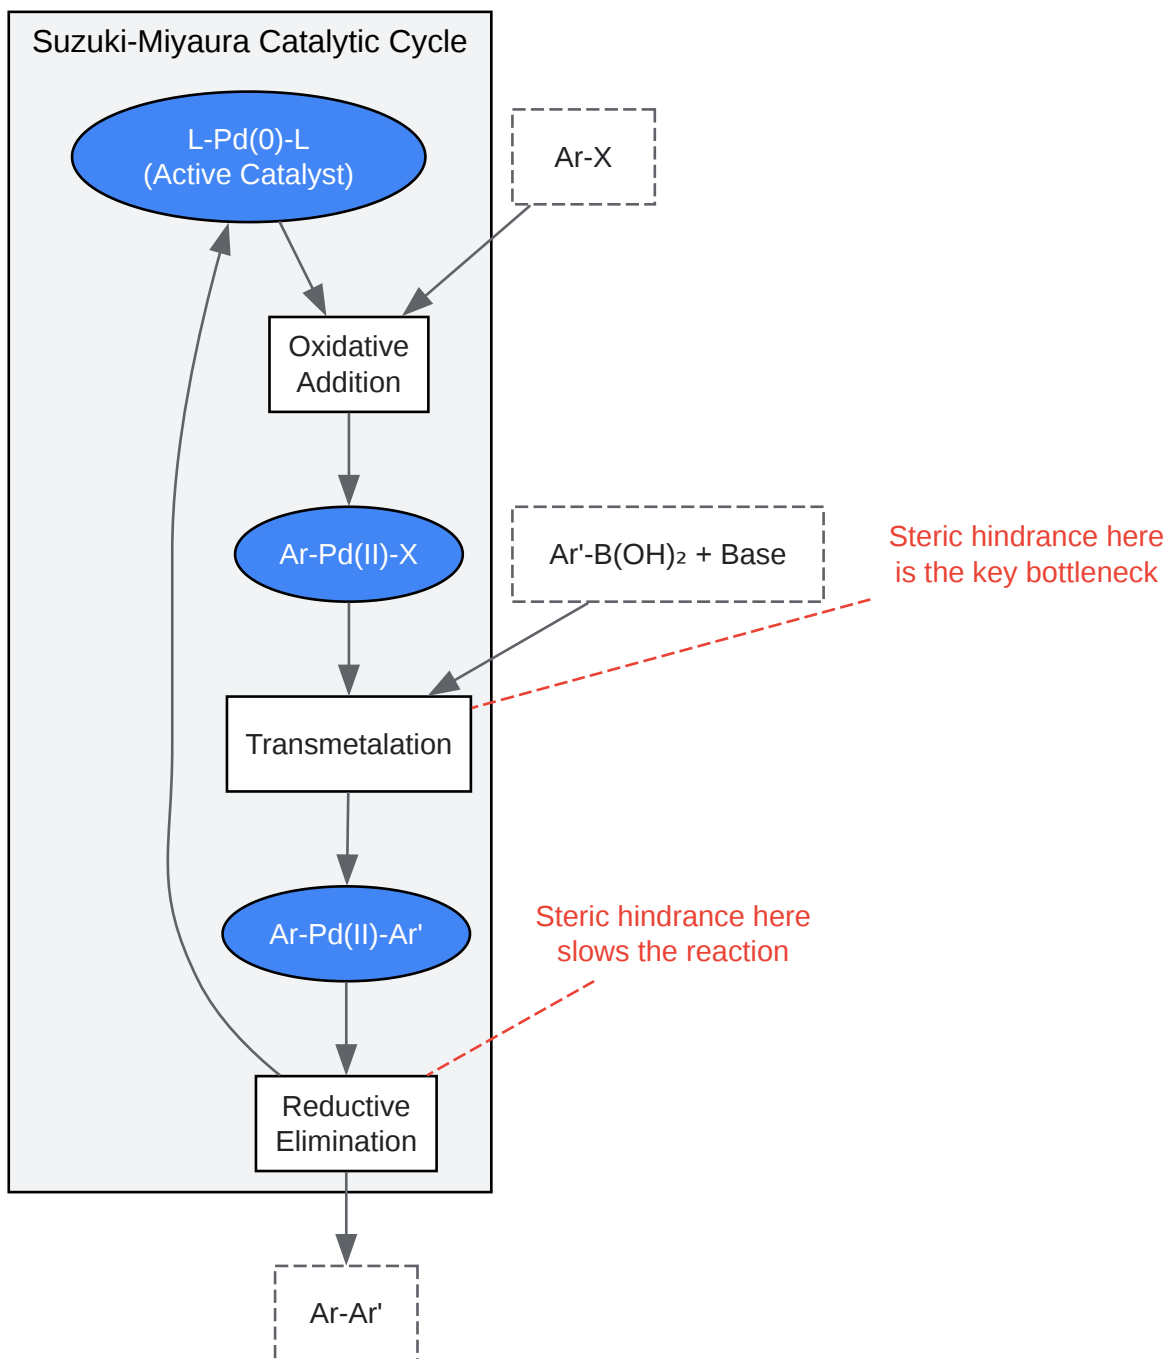 Suzuki-Miyaura Catalytic Cycle
L-Pd(0)-L
(Active Catalyst)
Ar-X
Oxidative
Addition
Ar-Pd(II)-X
Ar'-B(OH)₂ + Base
Steric hindrance here
is the key bottleneck
Transmetalation
Ar-Pd(II)-Ar'
Steric hindrance here
slows the reaction
Reductive
Elimination
Ar-Ar'